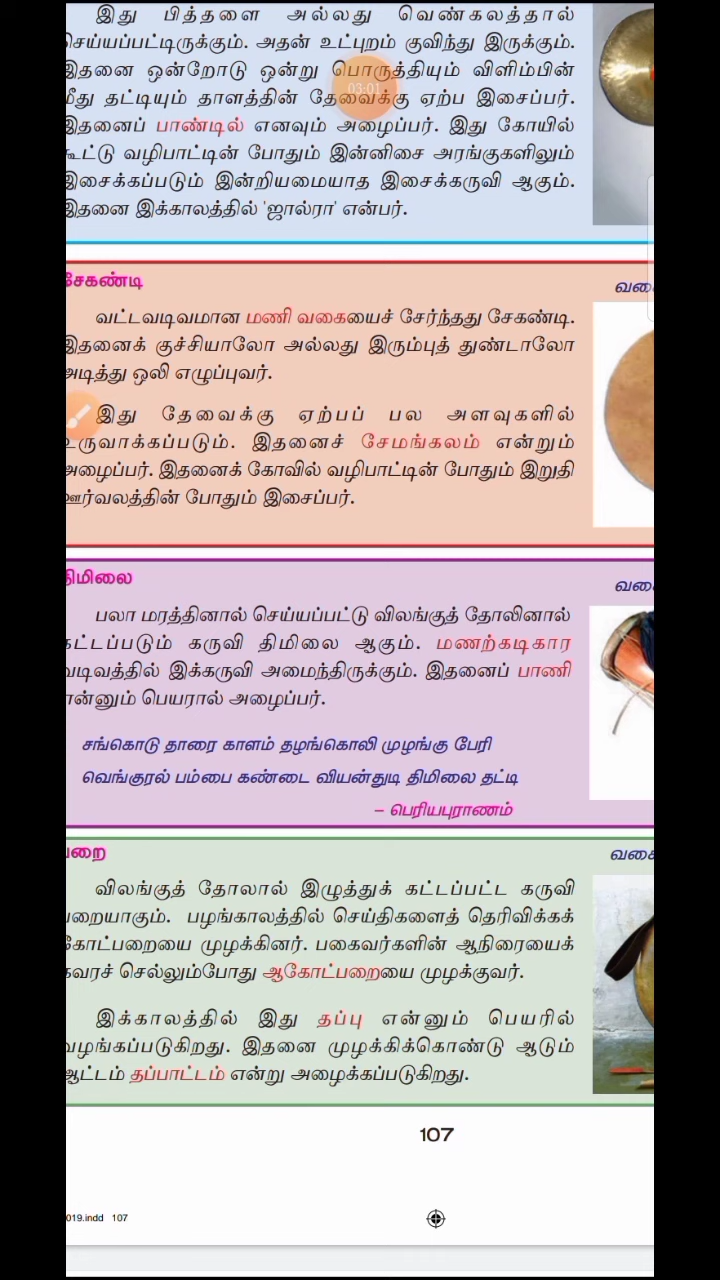 இது பித்தளை அல்லது வெண்கலத்தால்
செய்யப்பட்டிருக்கும். அதன் உட்புறம் குவிந்து இருக்கும்.
இதனை ஒன்றோடு ஒன்று பொருத்தியும் விளிம்பின்
மீது தட்டியும் தாளத்தின் தேவைக்கு ஏற்ப இசைப்பர்.
03:01
இதனைப் பாண்டில் எனவும் அழைப்பர். இது கோயில்
கூட்டு வழிபாட்டின் போதும் இன்னிசை அரங்குகளிலும்
இசைக்கப்படும் இன்றியமையாத இசைக்கருவி ஆகும்.
இதனை இக்காலத்தில் 'ஜால்ரா' என்பர்.
சேகண்டி
வட்டவடிவமான மணி வகையைச் சேர்ந்தது சேகண்டி.
இதனைக் குச்சியாலோ அல்லது இரும்புத் துண்டாலோ
அடித்து ஒலி எழுப்புவர்.
இது தேவைக்கு ஏற்பப் பல அளவுகளில்
உருவாக்கப்படும். இதனைச் சேமங்கலம் என்றும்
அழைப்பர். இதனைக் கோவில் வழிபாட்டின் போதும் இறுதி
ஊர்வலத்தின் போதும் இசைப்பர்.
திமிலை
பலா மரத்தினால் செய்யப்பட்டு விலங்குத் தோலினால்
கட்டப்படும் கருவி திமிலை ஆகும். மணற்கடிகார
வடிவத்தில் இக்கருவி அமைந்திருக்கும். இதனைப் பாணி
என்னும் பெயரால் அழைப்பர்.
சங்கொடு தாரை காளம் தழங்கொலி முழங்கு பேரி
வெங்குரல் பம்பை கண்டை வியன்துடி திமிலை தட்டி
– பெரியபுராணம்
பறை
விலங்குத் தோலால் இழுத்துக் கட்டப்பட்ட கருவி
பறையாகும். பழங்காலத்தில் செய்திகளைத் தெரிவிக்கக்
கோட்பறையை முழக்கினர். பகைவர்களின் ஆநிரையைக்
கவரச் செல்லும்போது ஆகோட்பறையை முழக்குவர்.
இக்காலத்தில் இது தப்பு என்னும் பெயரில்
வழங்கப்படுகிறது. இதனை முழக்கிக்கொண்டு ஆடும்
ஆட்டம் தப்பாட்டம் என்று அழைக்கப்படுகிறது.
107
019.indd 107